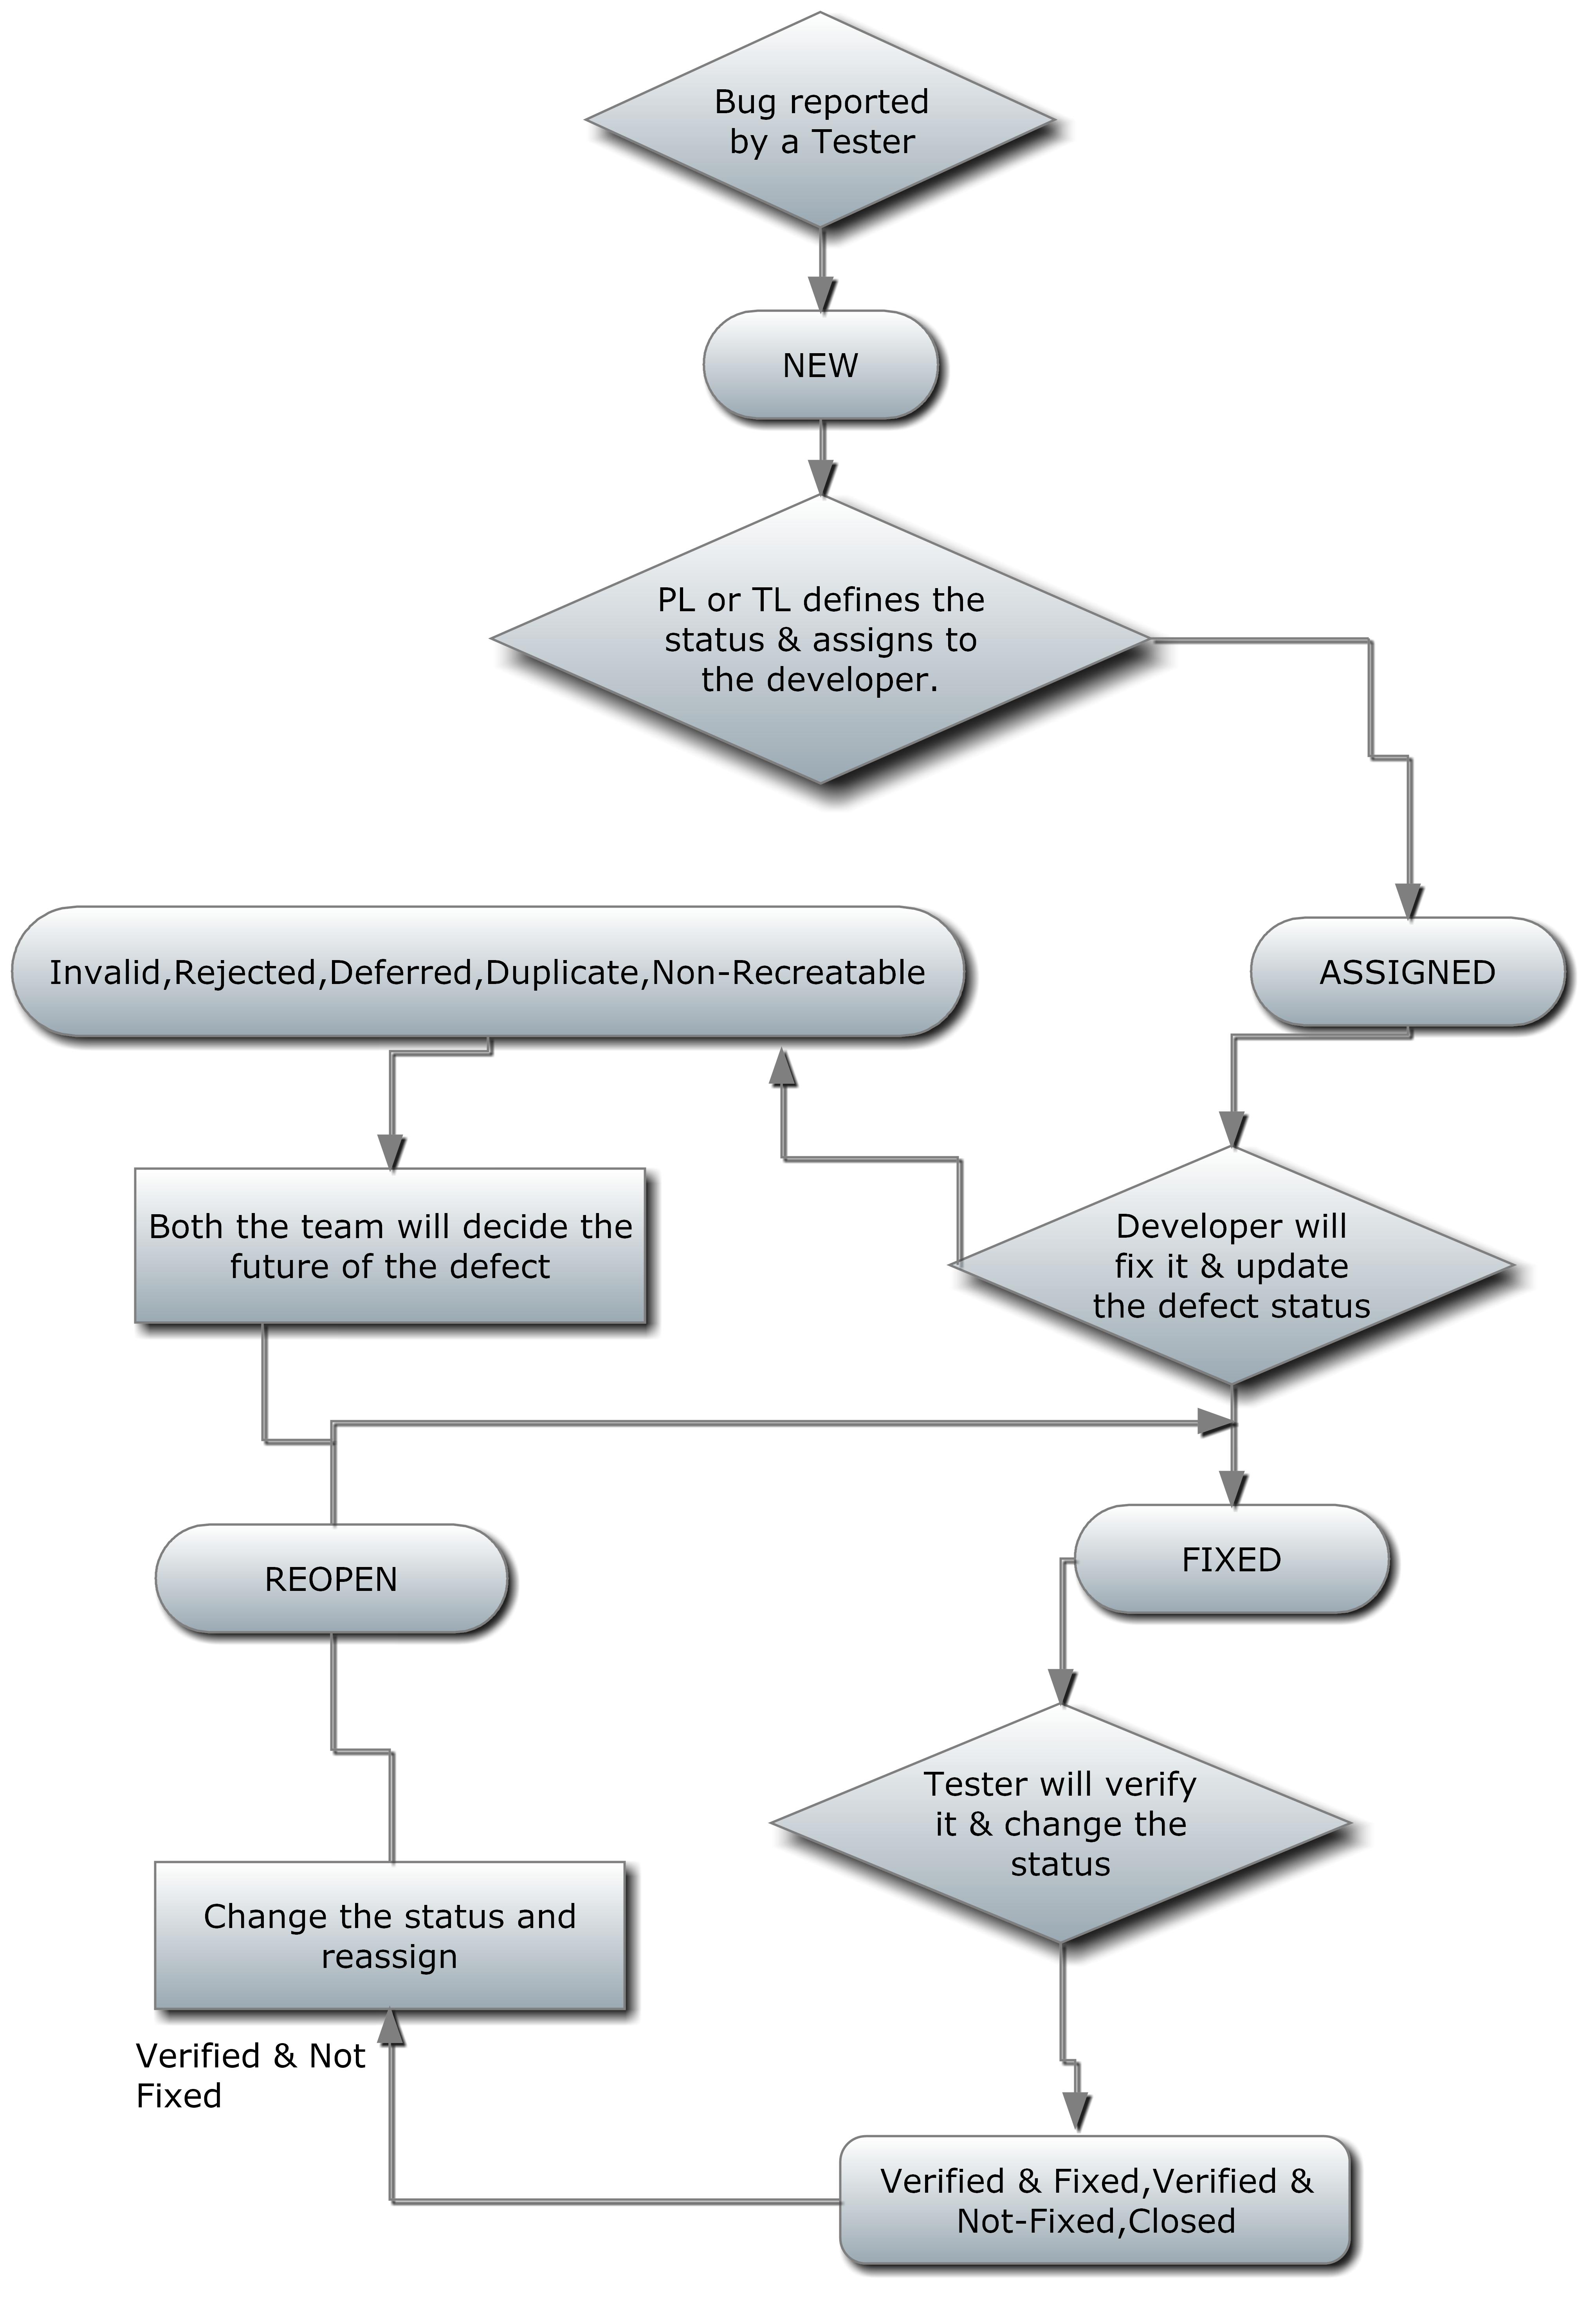 Bug reported
by a Tester
NEW
PL or TL defines the
status & assigns to
the developer.
Invalid,Rejected,Deferred,Duplicate,Non-Recreatable
ASSIGNED
Both the team will decide the
future of the defect
Developer will
fix it & update
the defect status
REOPEN
FIXED
Tester will verify
it & change the
status
Change the status and
reassign
Verified & Not
Fixed
Verified & Fixed,Verified &
Not-Fixed,Closed